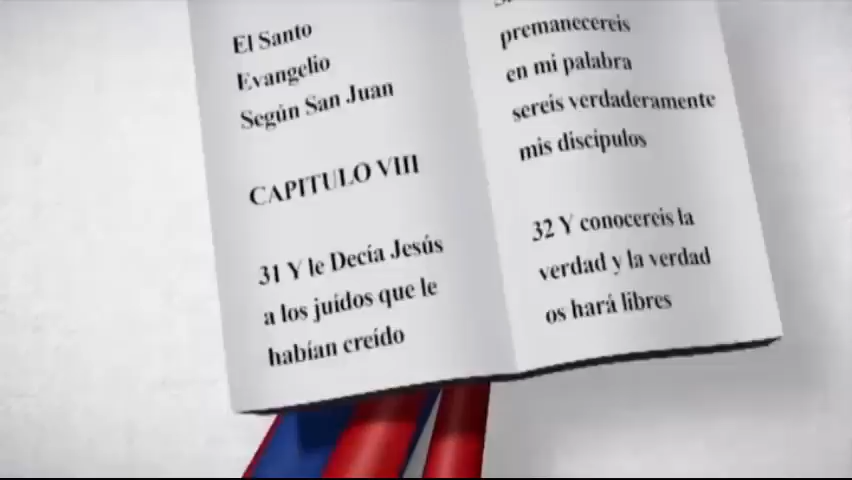 El Santo
Evangelio
Según San Juan
CAPITULO VIII
31 Y le Decía Jesús
a los juídos que le
habían creído
premanecereis
en mi palabra
sereis verdaderamente
mis discipulos
32 Y conocereis la
verdad y la verdad
os hará libres